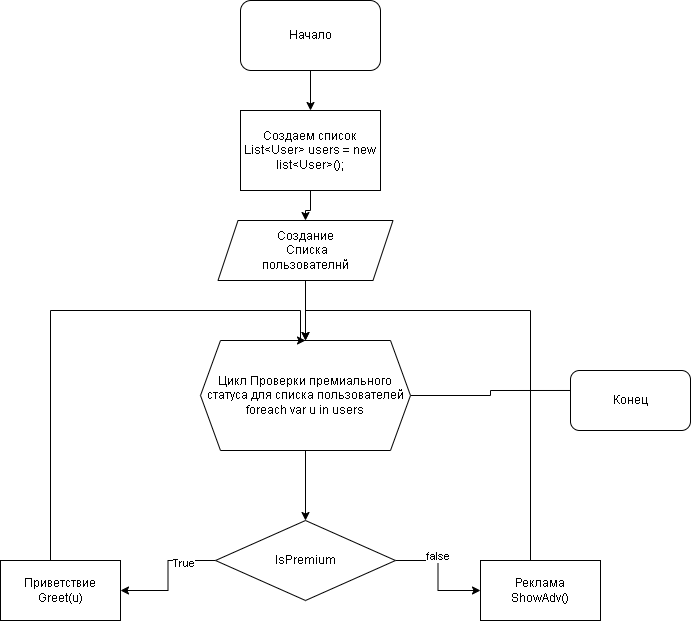 Начало
Создаем список
List<User> users = new
list<User>();
Создание
Списка
пользователнй
Цикл Проверки премиального
статуса для списка пользователей
foreach var u in users
Конец
IsPremium
True
false
Приветствие
Greet(u)
Реклама
ShowAdv()